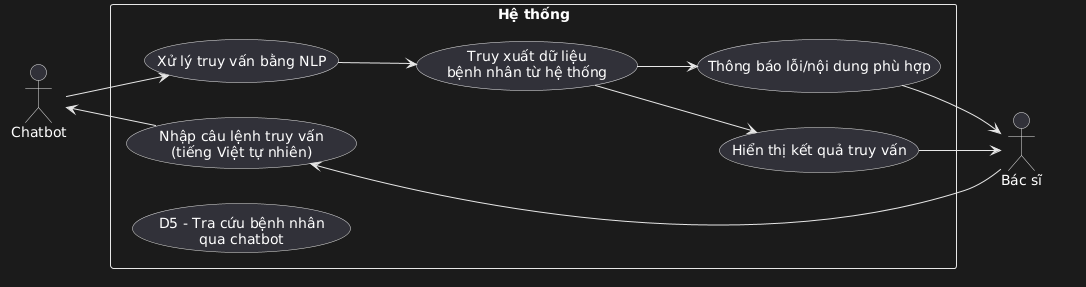 Hệ thống
Xử lý truy vấn bằng NLP
Truy xuất dữ liệu
bệnh nhân từ hệ thống
Thông báo lỗi/nội dung phù hợp
Chatbot
Nhập câu lệnh truy vấn
(tiếng Việt tự nhiên)
Hiển thị kết quả truy vấn
Bác sĩ
D5 - Tra cứu bệnh nhân
qua chatbot